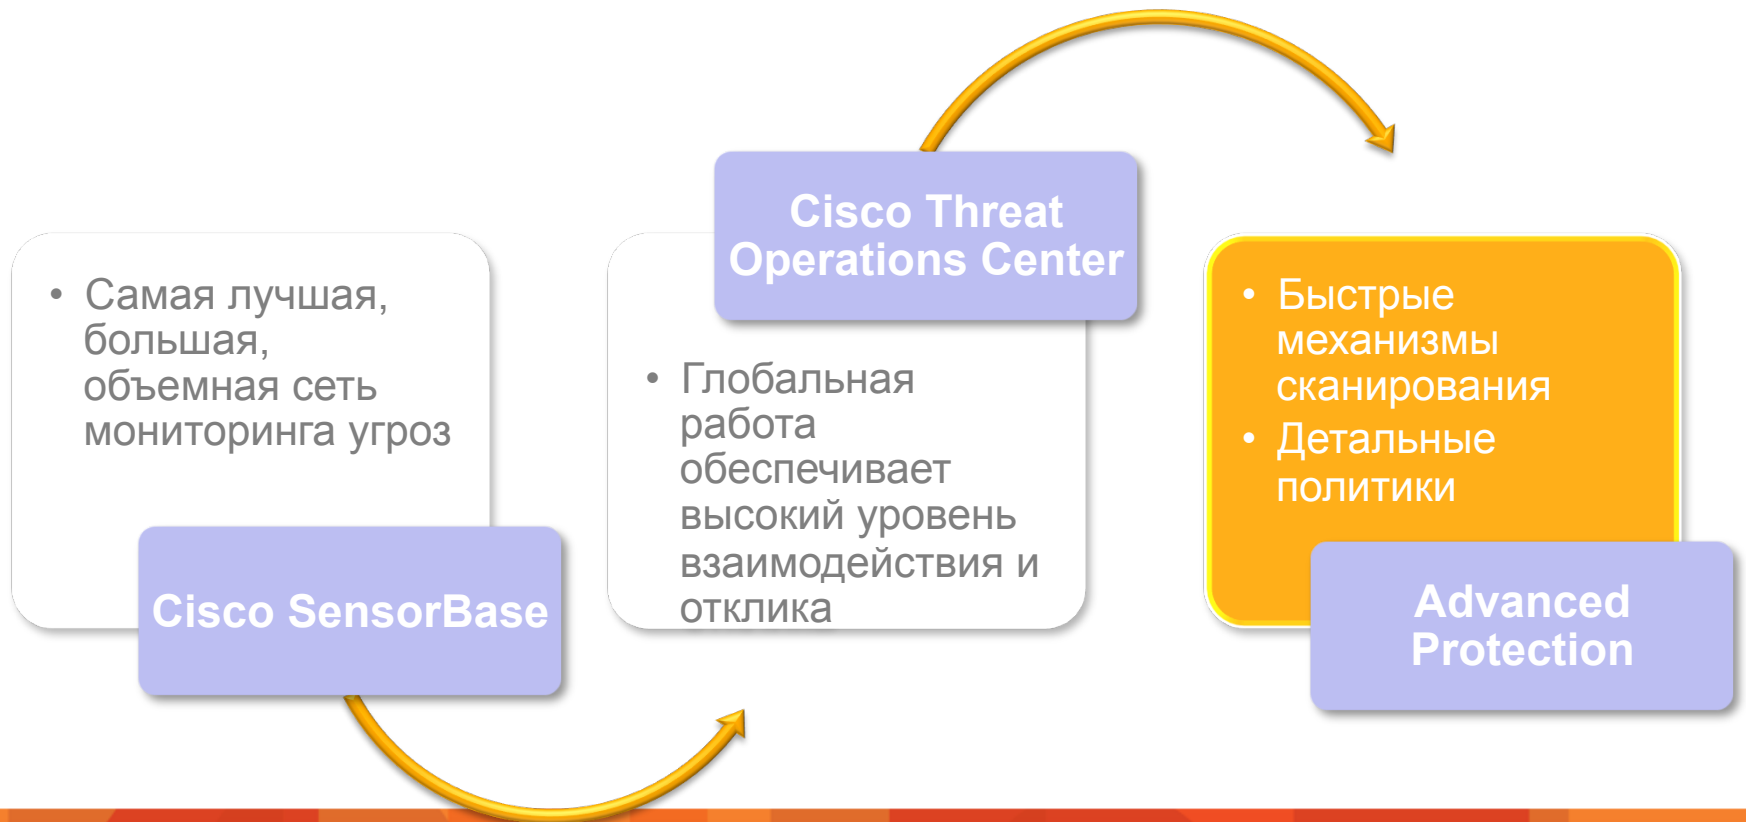 • Самая лучшая,
большая,
объемная сеть
мониторинга угроз
Cisco SensorBase
Cisco Threat
Operations Center
• Глобальная
работа
обеспечивает
высокий уровень
взаимодействия и
отклика
• Быстрые
механизмы
сканирования
• Детальные
политики
Advanced
Protection